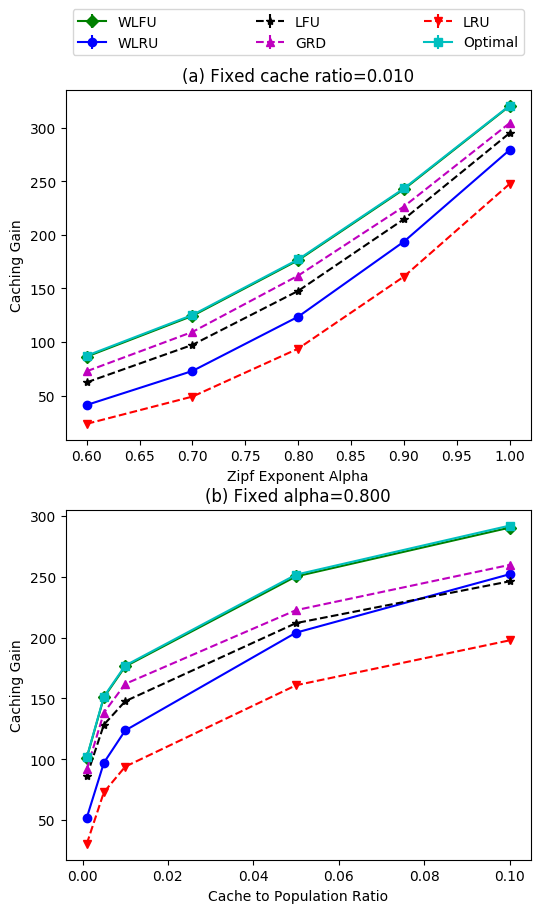 WLFU LFU LRU
WLRU GRD Optimal
(a) Fixed cache ratio=0.010
300
250
200
150
100
50
Caching Gain
0.60 0.65 0.70 0.75 0.80 0.85 0.90 0.95 1.00
Zipf Exponent Alpha
(b) Fixed alpha=0.800
300
250
200
150
100
50
Caching Gain
0.00 0.02 0.04 0.06 0.08 0.10
Cache to Population Ratio